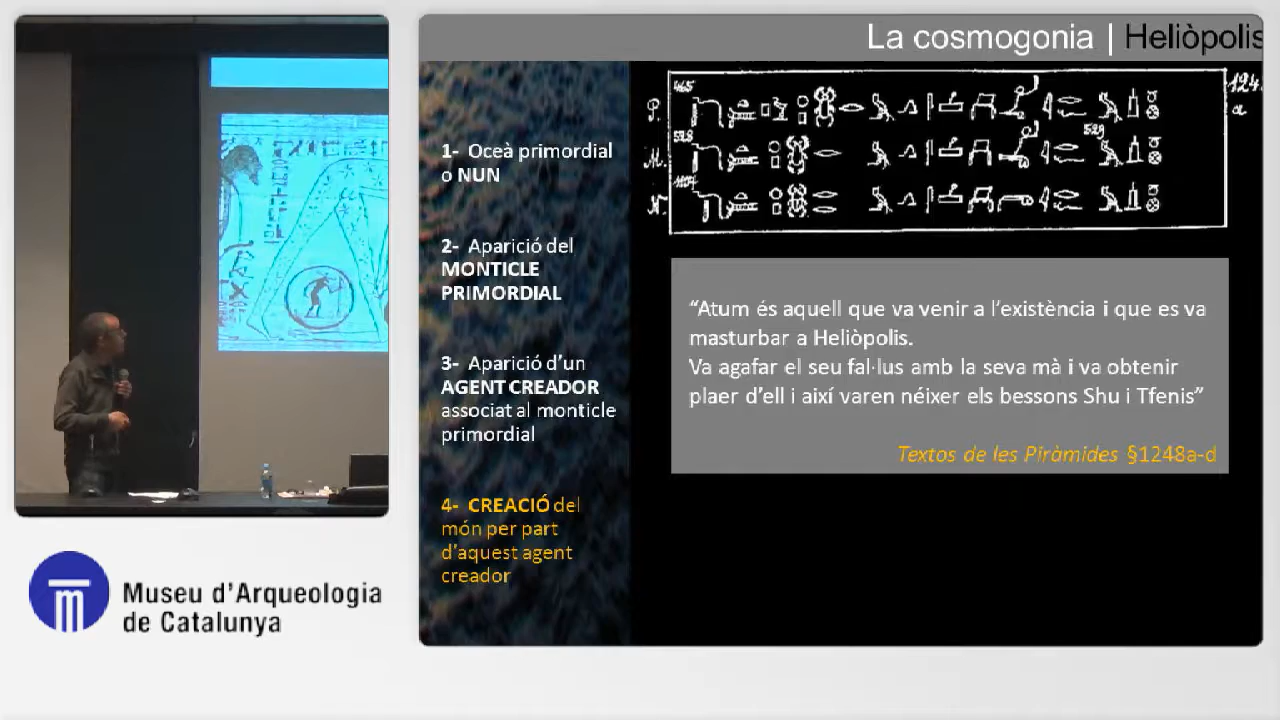 La cosmogonia | Heliòpolis
1- Oceà primordial
o NUN
2- Aparició del
MONTICLE
PRIMORDIAL
3- Aparició d'un
AGENT CREADOR
associat al monticle
primordial
4- CREACIÓ del
món per part
d'aquest agent
creador
P.
465
M.
528
529
N.
"Atum és aquell que va venir a l'existència i que es va
masturbar a Heliòpolis.
Va agafar el seu fal·lus amb la seva mà i va obtenir
plaer d'ell i així varen néixer els bessons Shu i Tfenis"
Textos de les Piràmides §1248a-d
Museu d'Arqueologia
de Catalunya